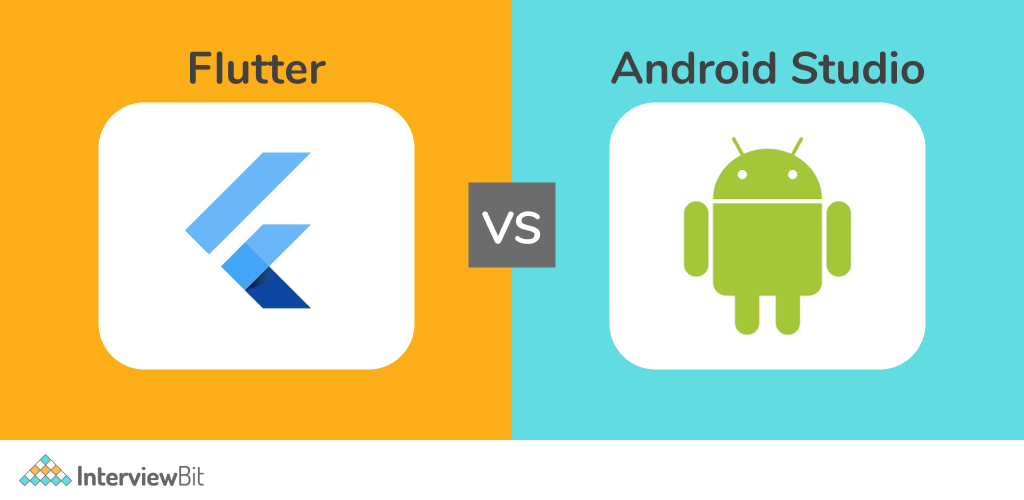 Flutter
Android Studio
VS
InterviewBit